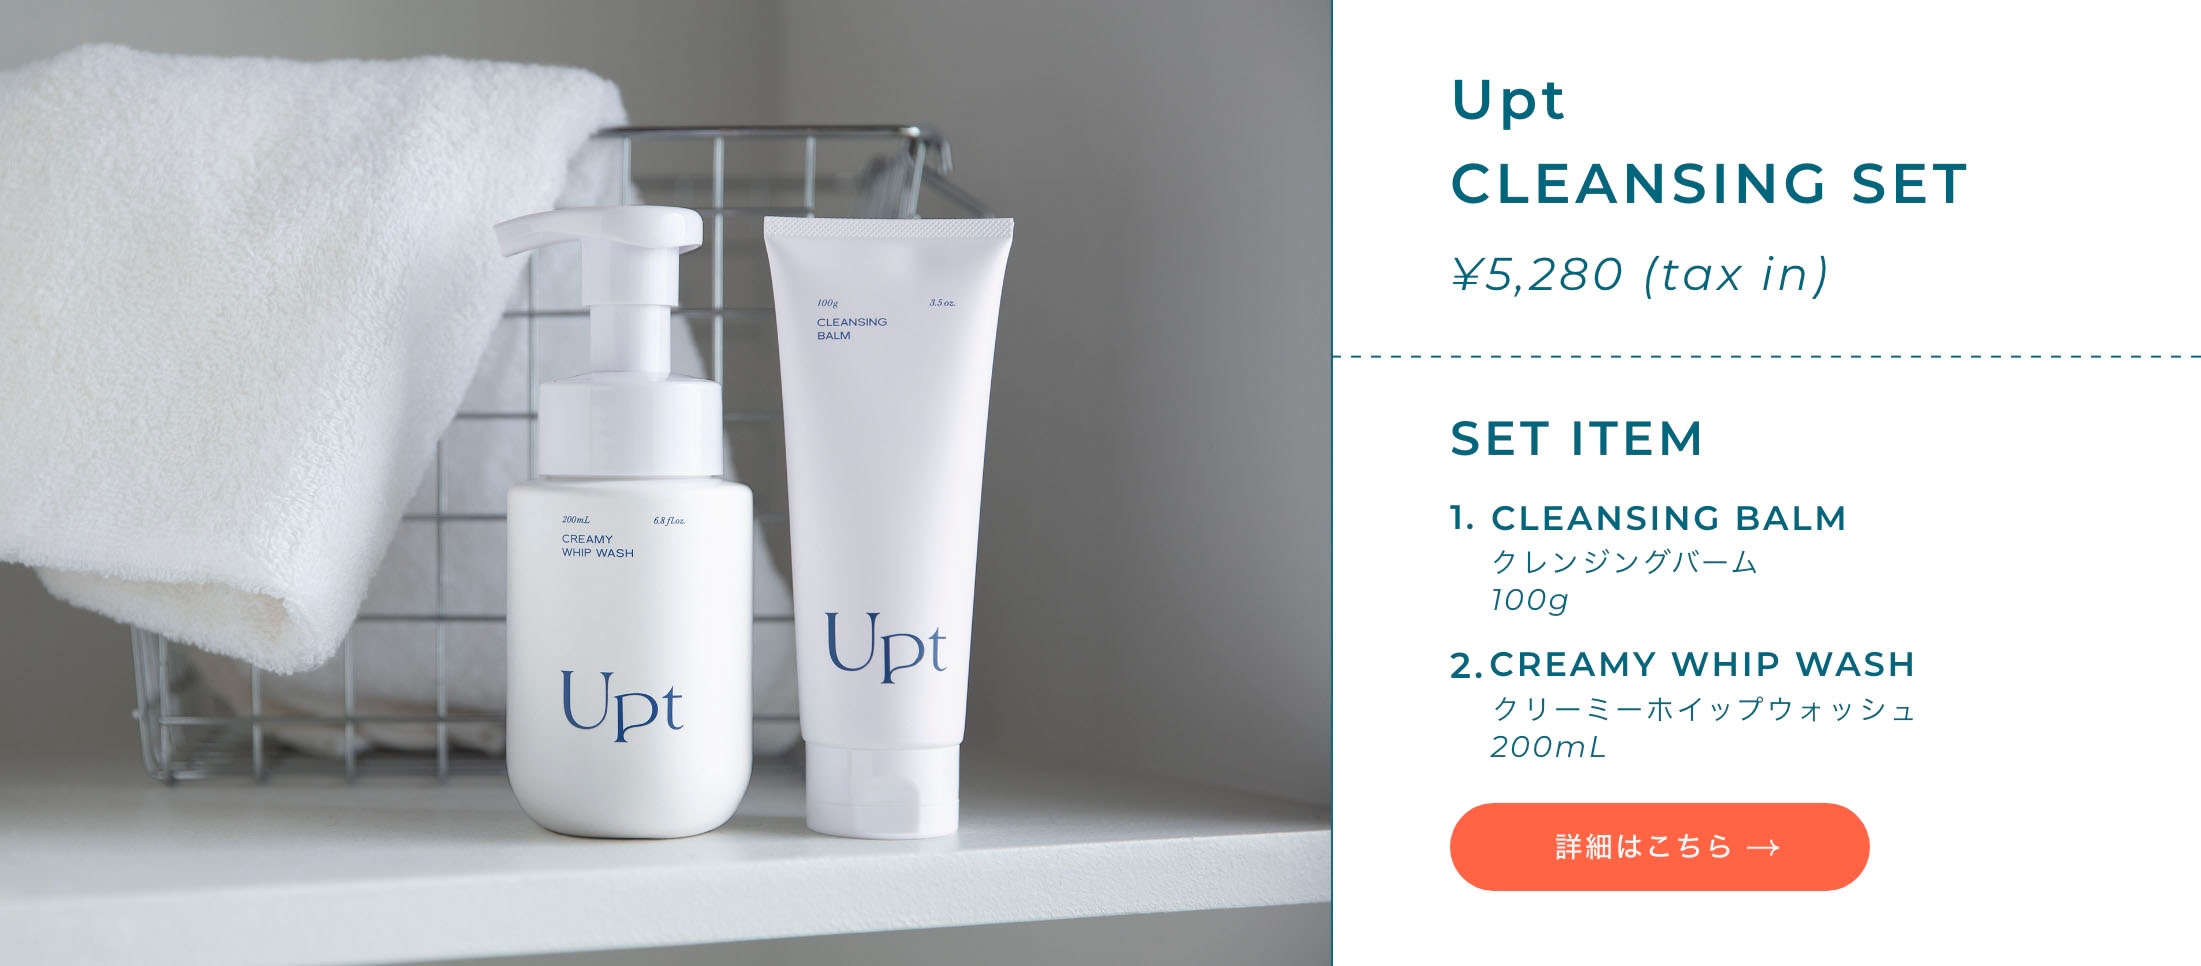 200mL 6.8 fl.oz.
CREAMY
WHIP WASH
Upt
100g 3.5 oz.
CLEANSING
BALM
Upt
Upt
CLEANSING SET
¥5,280 (tax in)
SET ITEM
1. CLEANSING BALM
クレンジングバーム
100g
2. CREAMY WHIP WASH
クリーミーホイップウォッシュ
200mL
詳細はこちら →